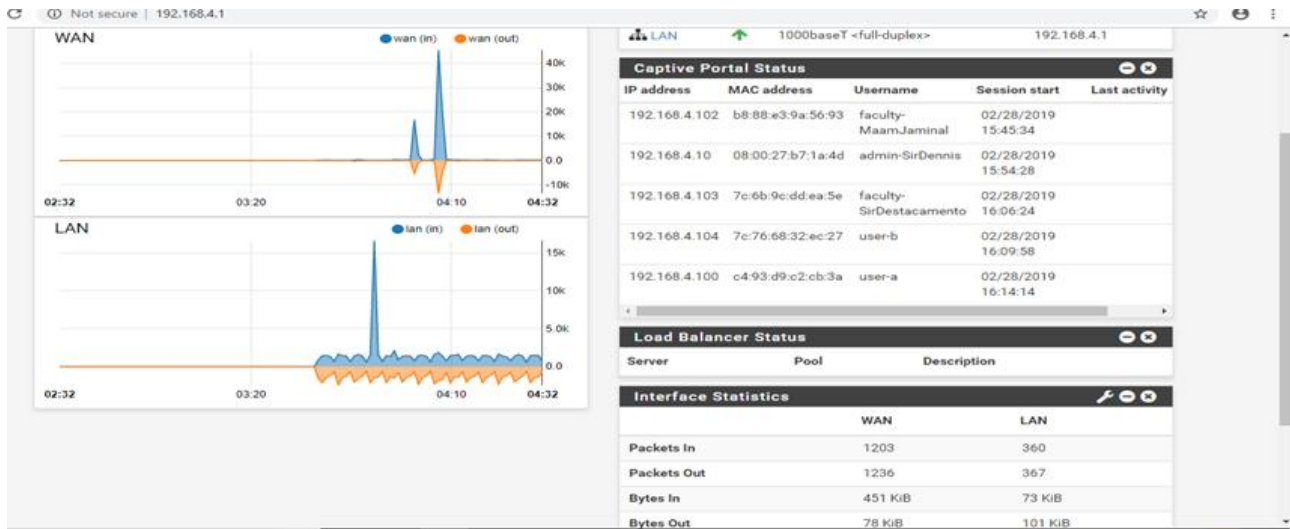 Not secure | 192.168.4.1
WAN
wan (in) wan (out)
40k
30k
20k
10k
0.0
-10k
02:32 03:20 04:10 04:32
LAN
lan (in) lan (out)
15k
10k
5.0k
0.0
02:32 03:20 04:10 04:32
LAN 1000baseT <full-duplex> 192.168.4.1
Captive Portal Status
IP address MAC address Username Session start Last activity
192.168.4.102 b8:88:e3:9a:56:93 faculty- 02/28/2019
MaamJaminal 15:45:34
192.168.4.10 08:00:27:b7:1a:4d admin-SirDennis 02/28/2019
15:54:28
192.168.4.103 7c:6b:9c:dd:ea:5e faculty- 02/28/2019
SirDestacamento 16:06:24
192.168.4.104 7c:76:68:32:ec:27 user-b 02/28/2019
16:09:58
192.168.4.100 c4:93:d9:c2:cb:3a user-a 02/28/2019
16:14:14
Load Balancer Status
Server Pool Description
Interface Statistics
WAN LAN
Packets In 1203 360
Packets Out 1236 367
Bytes In 451 KiB 73 KiB
Bytes Out 78 KiB 101 KiB